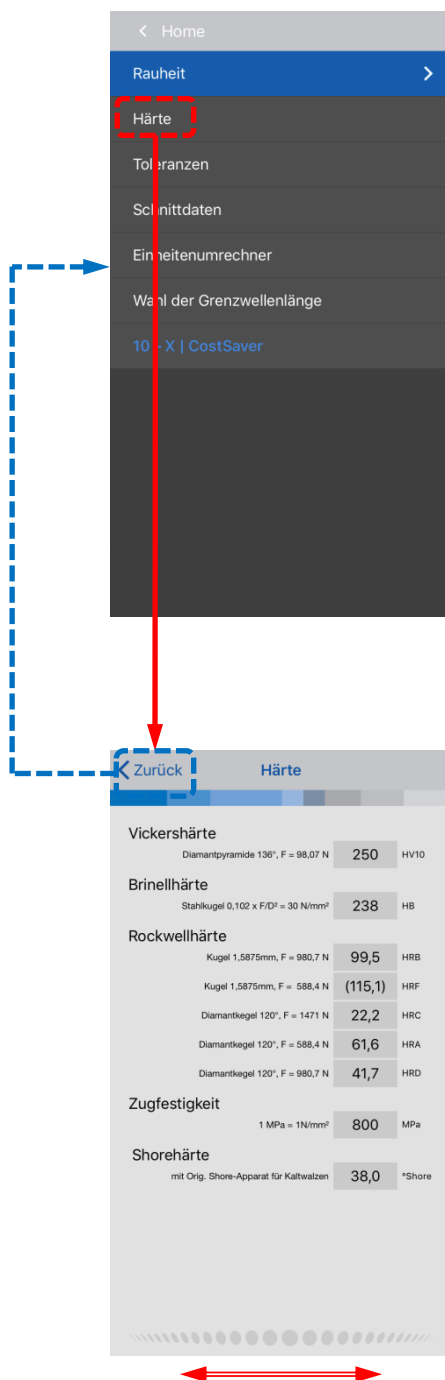 < Home
Rauheit
Härte
Toleranzen
Schnittdaten
Einheitenumrechner
Wahl der Grenzwellenlänge
10 - X | CostSaver
Zurück Härte
Vickershärte
Diamantpyramide 136°, F = 98,07 N 250 HV10
Brinellhärte
Stahlkugel 0,102 x F/D² = 30 N/mm² 238 HB
Rockwellhärte
Kugel 1,5875mm, F = 980,7 N 99,5 HRB
Kugel 1,5875mm, F = 588,4 N (115,1) HRF
Diamantkegel 120°, F = 1471 N 22,2 HRC
Diamantkegel 120°, F = 588,4 N 61,6 HRA
Diamantkegel 120°, F = 980,7 N 41,7 HRD
Zugfestigkeit
1 MPa = 1N/mm² 800 MPa
Shorehärte
mit Orig. Shore-Apparat für Kaltwalzen 38,0 °Shore